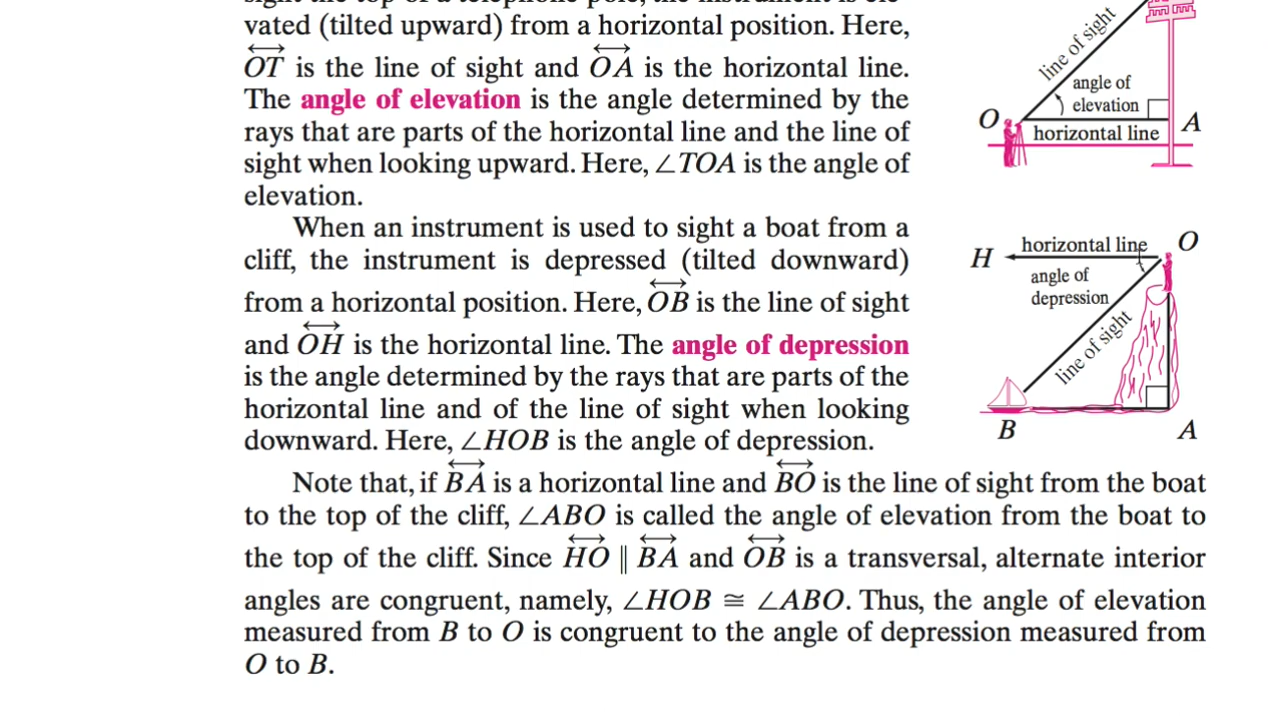 sight the top of a telephone pole, the instrument is ele-
vated (tilted upward) from a horizontal position. Here,
OT is the line of sight and OA is the horizontal line.
The angle of elevation is the angle determined by the
rays that are parts of the horizontal line and the line of
sight when looking upward. Here, ∠TOA is the angle of
elevation.
line of sight
angle of
elevation
O
horizontal line
A
When an instrument is used to sight a boat from a
cliff, the instrument is depressed (tilted downward)
from a horizontal position. Here, OB is the line of sight
and OH is the horizontal line. The angle of depression
is the angle determined by the rays that are parts of the
horizontal line and of the line of sight when looking
downward. Here, ∠HOB is the angle of depression.
H
horizontal line
O
angle of
depression
line of sight
B
A
Note that, if BA is a horizontal line and BO is the line of sight from the boat
to the top of the cliff, ∠ABO is called the angle of elevation from the boat to
the top of the cliff. Since HO ∥ BA and OB is a transversal, alternate interior
angles are congruent, namely, ∠HOB ≅ ∠ABO. Thus, the angle of elevation
measured from B to O is congruent to the angle of depression measured from
O to B.